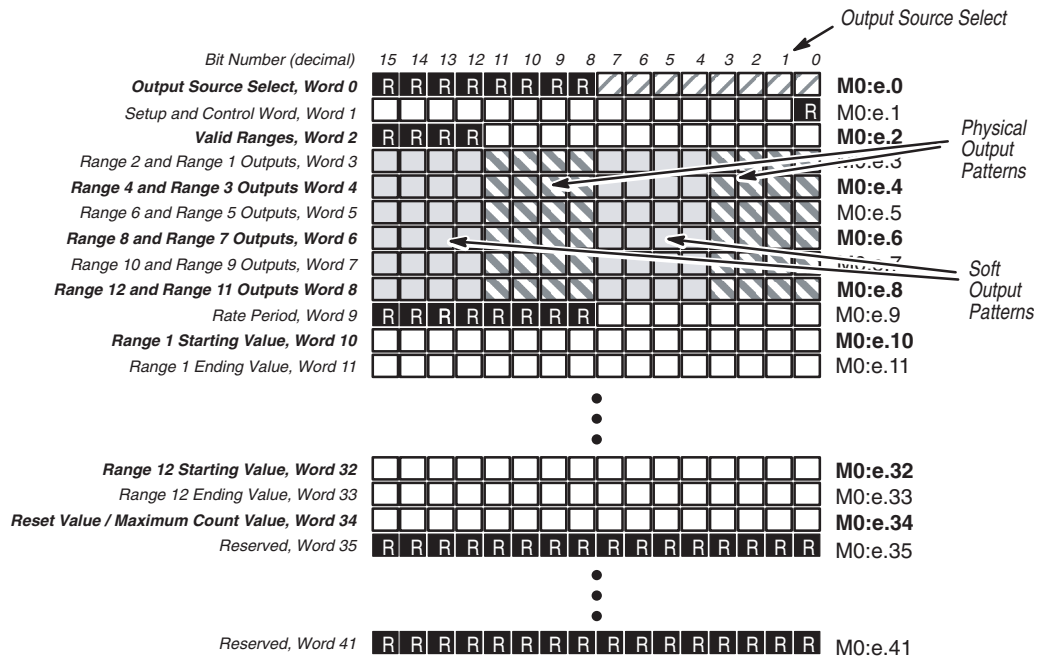 Output Source Select
Bit Number (decimal) 15 14 13 12 11 10 9 8 7 6 5 4 3 2 1 0
Output Source Select, Word 0 R R R R R R R R M0:e.0
Setup and Control Word, Word 1 R M0:e.1
Valid Ranges, Word 2 R R R R M0:e.2
Physical
Output
Patterns
Range 2 and Range 1 Outputs, Word 3 M0:e.3
Range 4 and Range 3 Outputs Word 4 M0:e.4
Range 6 and Range 5 Outputs, Word 5 M0:e.5
Range 8 and Range 7 Outputs, Word 6 M0:e.6
Range 10 and Range 9 Outputs, Word 7 M0:e.7
Soft
Output
Patterns
Range 12 and Range 11 Outputs Word 8 M0:e.8
Rate Period, Word 9 R R R R R R R R M0:e.9
Range 1 Starting Value, Word 10 M0:e.10
Range 1 Ending Value, Word 11 M0:e.11
Range 12 Starting Value, Word 32 M0:e.32
Range 12 Ending Value, Word 33 M0:e.33
Reset Value / Maximum Count Value, Word 34 M0:e.34
Reserved, Word 35 R R R R R R R R R R R R R R R R M0:e.35
Reserved, Word 41 R R R R R R R R R R R R R R R R M0:e.41